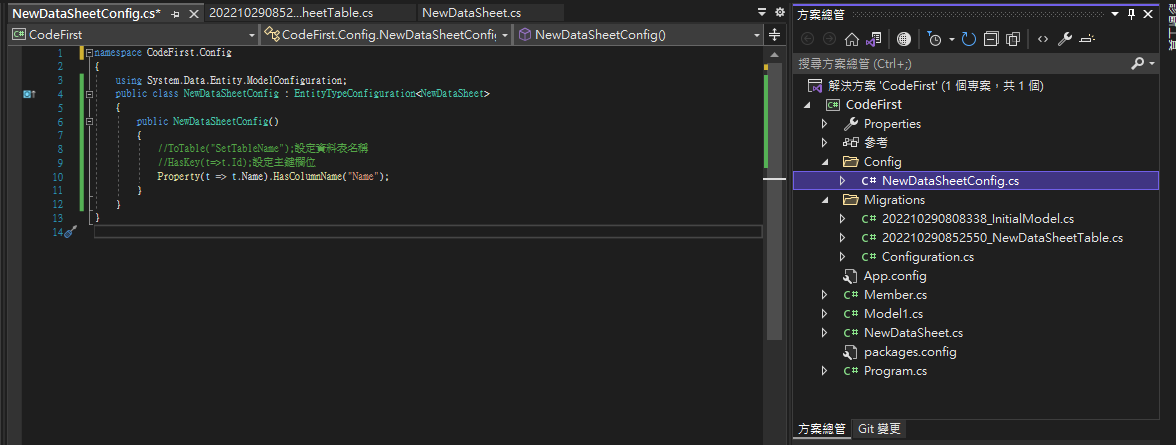 NewDataSheetConfig.cs*
202210290852...heetTable.cs
NewDataSheet.cs
CodeFirst
CodeFirst.Config.NewDataSheetConfig
NewDataSheetConfig()
1 namespace CodeFirst.Config
2 {
3 using System.Data.Entity.ModelConfiguration;
4 public class NewDataSheetConfig : EntityTypeConfiguration<NewDataSheet>
5 {
6 public NewDataSheetConfig()
7 {
8 //ToTable("SetTableName");設定資料表名稱
9 //HasKey(t=>t.Id);設定主鍵欄位
10 Property(t => t.Name).HasColumnName("Name");
11 }
12 }
13 }
14
方案總管
搜尋方案總管 (Ctrl+;)
解決方案 'CodeFirst' (1 個專案，共 1 個)
C# CodeFirst
Properties
參考
Config
C# NewDataSheetConfig.cs
Migrations
C# 202210290808338_InitialModel.cs
C# 202210290852550_NewDataSheetTable.cs
C# Configuration.cs
App.config
C# Member.cs
C# Model1.cs
C# NewDataSheet.cs
packages.config
C# Program.cs
方案總管
Git 變更